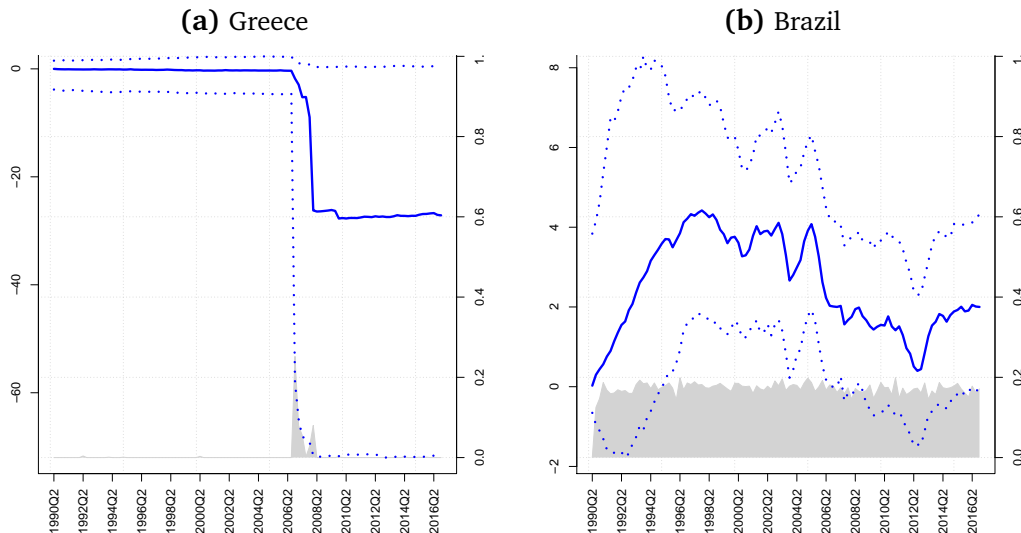 (a) Greece
0
−20
−40
−60
1.
0.8
0.6
0.4
0.2
0.0
1990Q2
1992Q2
1994Q2
1996Q2
1998Q2
2000Q2
2002Q2
2004Q2
2006Q2
2008Q2
2010Q2
2012Q2
2014Q2
2016Q2
(b) Brazil
8
6
4
2
0
−2
1.
0.8
0.6
0.4
0.2
0.0
1990Q2
1992Q2
1994Q2
1996Q2
1998Q2
2000Q2
2002Q2
2004Q2
2006Q2
2008Q2
2010Q2
2012Q2
2014Q2
2016Q2